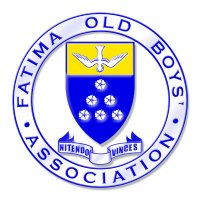 • FATIMA OLD BOYS' •
ASSOCIATION
NITENDO VINCES